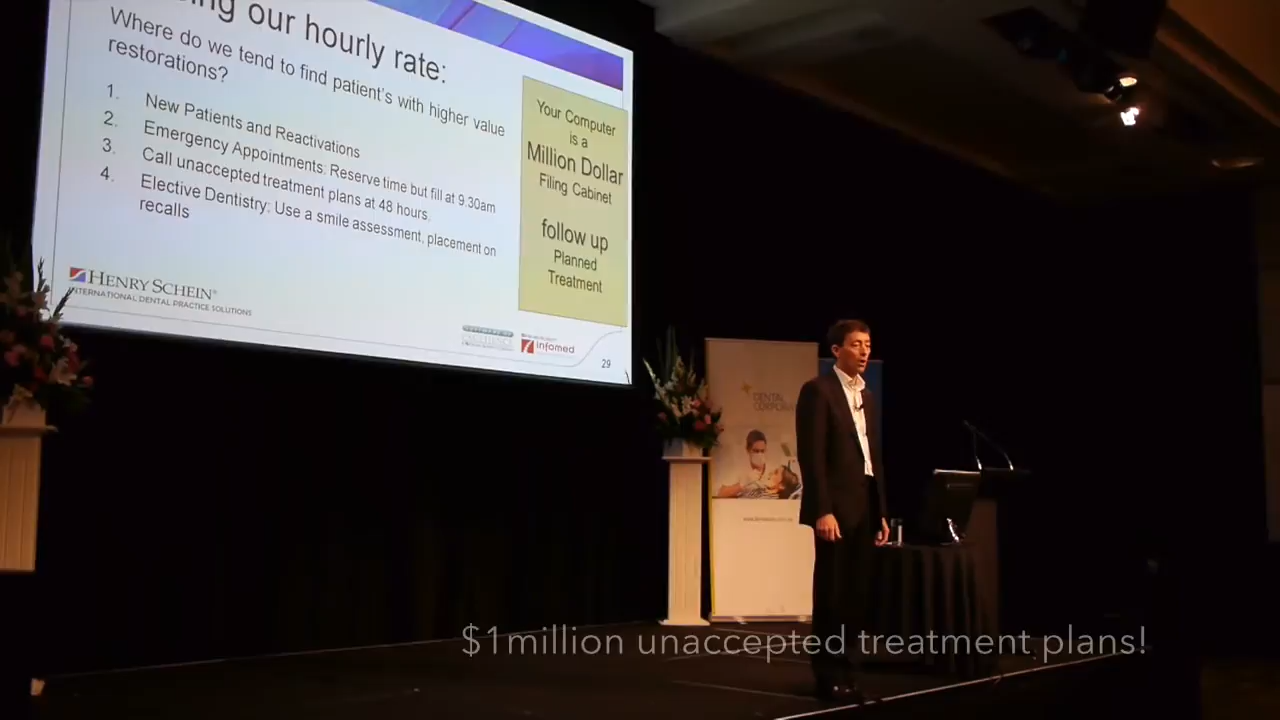 ng our hourly rate:
Where do we tend to find patient's with higher value
restorations?
1. New Patients and Reactivations
2. Emergency Appointments: Reserve time but fill at 9.30am
3. Call unaccepted treatment plans at 48 hours.
4. Elective Dentistry: Use a smile assessment, placement on
recalls
Your Computer
is a
Million Dollar
Filing Cabinet
follow up
Planned
Treatment
HENRY SCHEIN®
INTERNATIONAL DENTAL PRACTICE SOLUTIONS
infomed
29
DENTAL
CORPORA
$1million unaccepted treatment plans!